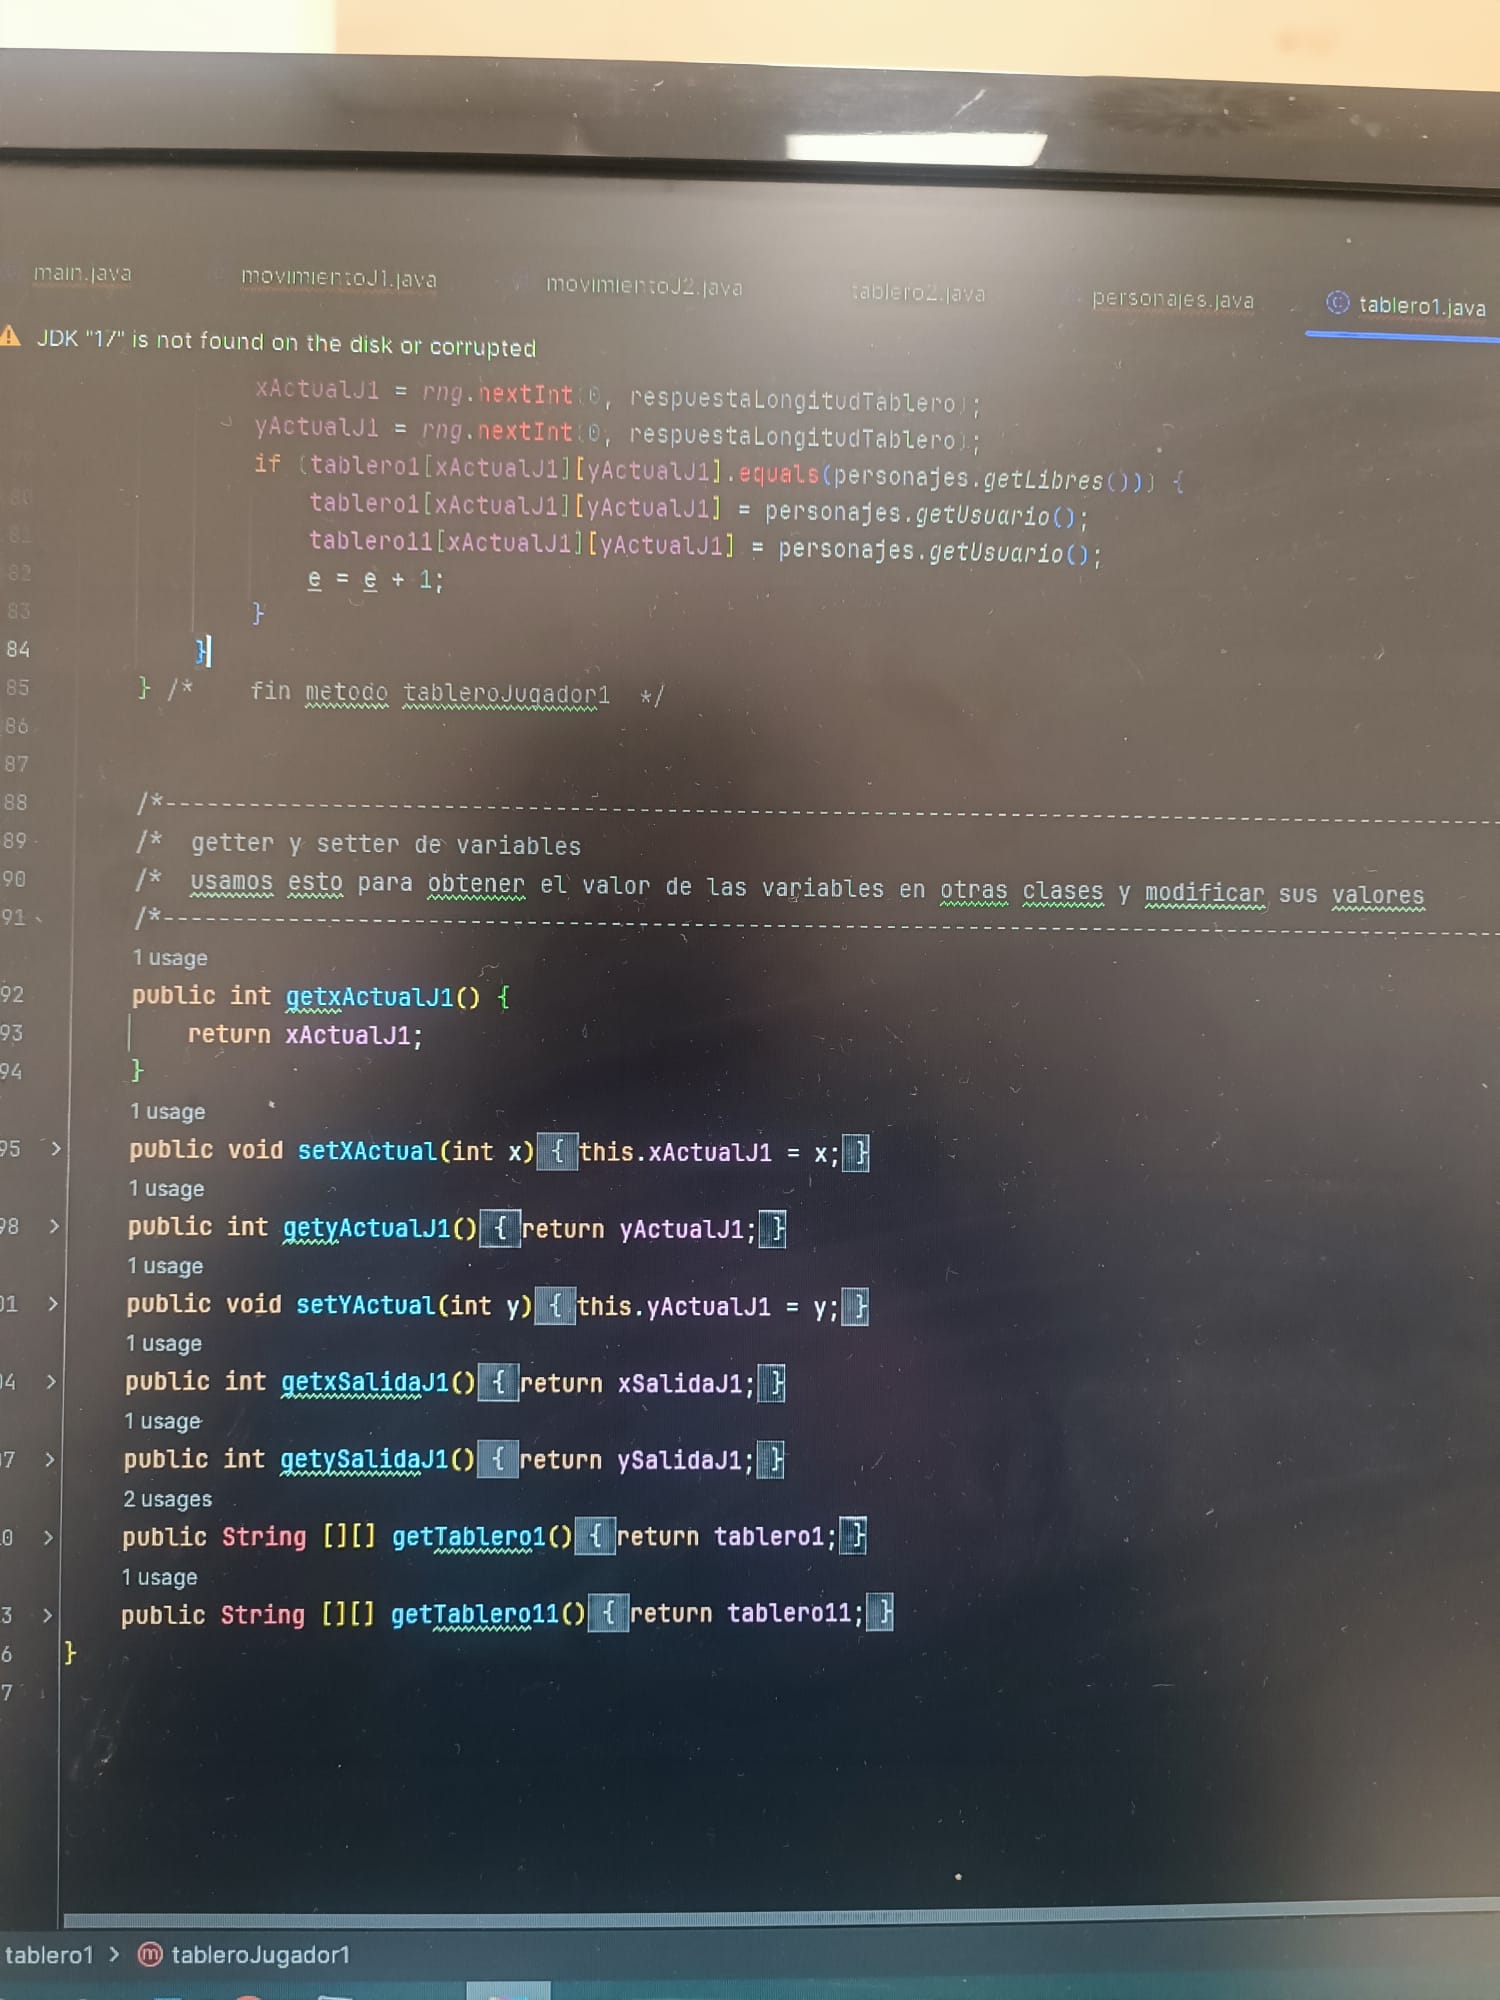 main.java movimientoJ1.java movimientoJ2.java tablero2.java personajes.java tablero1.java
JDK "17" is not found on the disk or corrupted
xActualJ1 = rng.nextInt(0, respuestaLongitudTablero);
yActualJ1 = rng.nextInt(0, respuestaLongitudTablero);
if (tablero1[xActualJ1][yActualJ1].equals(personajes.getLibres())) {
80 tablero1[xActualJ1][yActualJ1] = personajes.getUsuario();
81 tablero11[xActualJ1][yActualJ1] = personajes.getUsuario();
82 e = e + 1;
83 }
84 }
85 } /* fin metodo tableroJugador1 */
86
87
88 /*------------------------------------------------------------
89 /* getter y setter de variables
90 /* usamos esto para obtener el valor de las variables en otras clases y modificar sus valores
91 /*------------------------------------------------------------
1 usage
92 public int getxActualJ1() {
93 return xActualJ1;
94 }
1 usage
95 public void setXActual(int x) { this.xActualJ1 = x; }
1 usage
98 public int getyActualJ1() { return yActualJ1; }
1 usage
01 public void setYActual(int y) { this.yActualJ1 = y; }
1 usage
04 public int getxSalidaJ1() { return xSalidaJ1; }
1 usage
7 public int getySalidaJ1() { return ySalidaJ1; }
2 usages
0 public String [][] getTablero1() { return tablero1; }
1 usage
3 public String [][] getTablero11() { return tablero11; }
6 }
7
tablero1 > m tableroJugador1